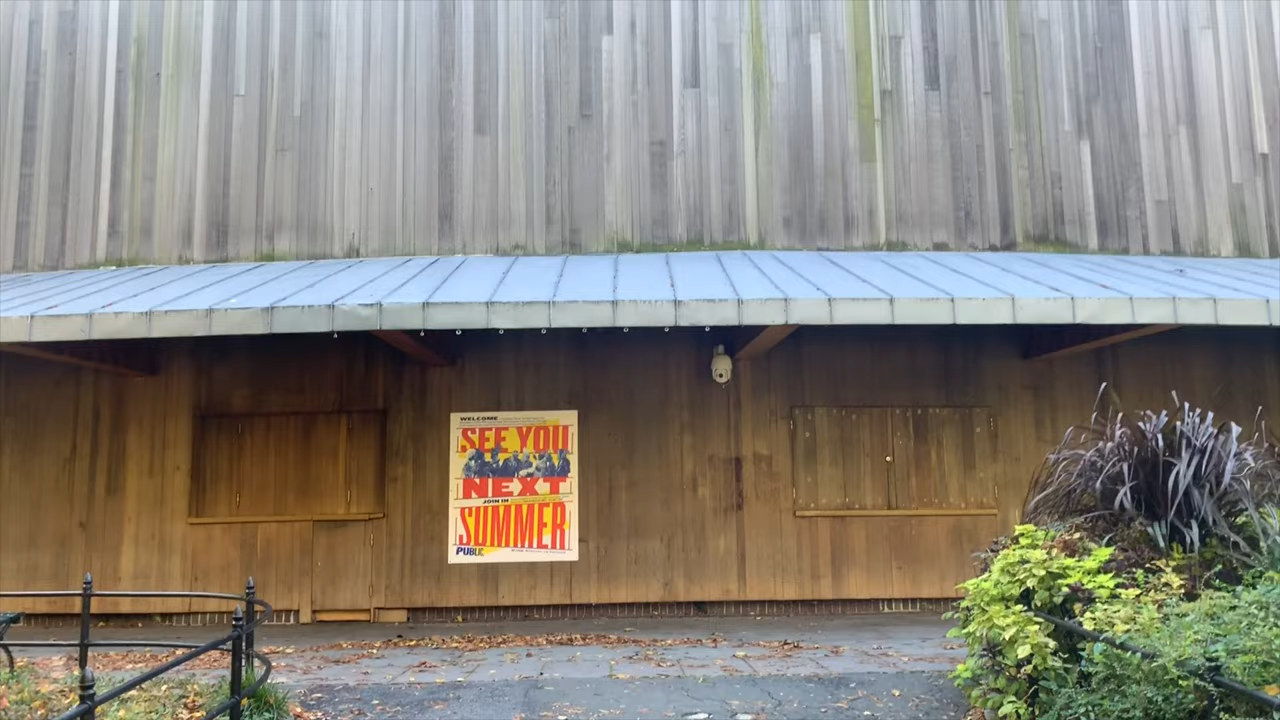 WELCOME
SEE YOU
NEXT
JOIN IN
SUMMER
PUBLIC